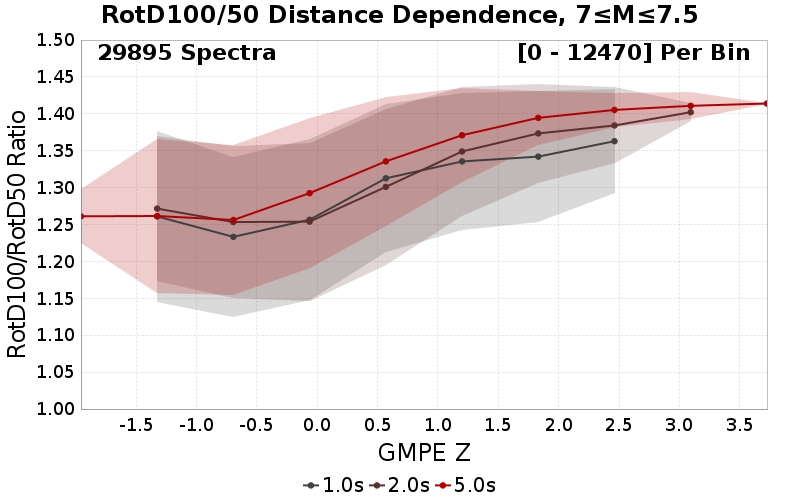 RotD100/50 Distance Dependence, 7≤M≤7.5
29895 Spectra
[0 - 12470] Per Bin
RotD100/RotD50 Ratio
1.50
1.45
1.40
1.35
1.30
1.25
1.20
1.15
1.10
1.05
1.00
-1.5 -1.0 -0.5 0.0 0.5 1.0 1.5 2.0 2.5 3.0 3.5
GMPE Z
1.0s 2.0s 5.0s